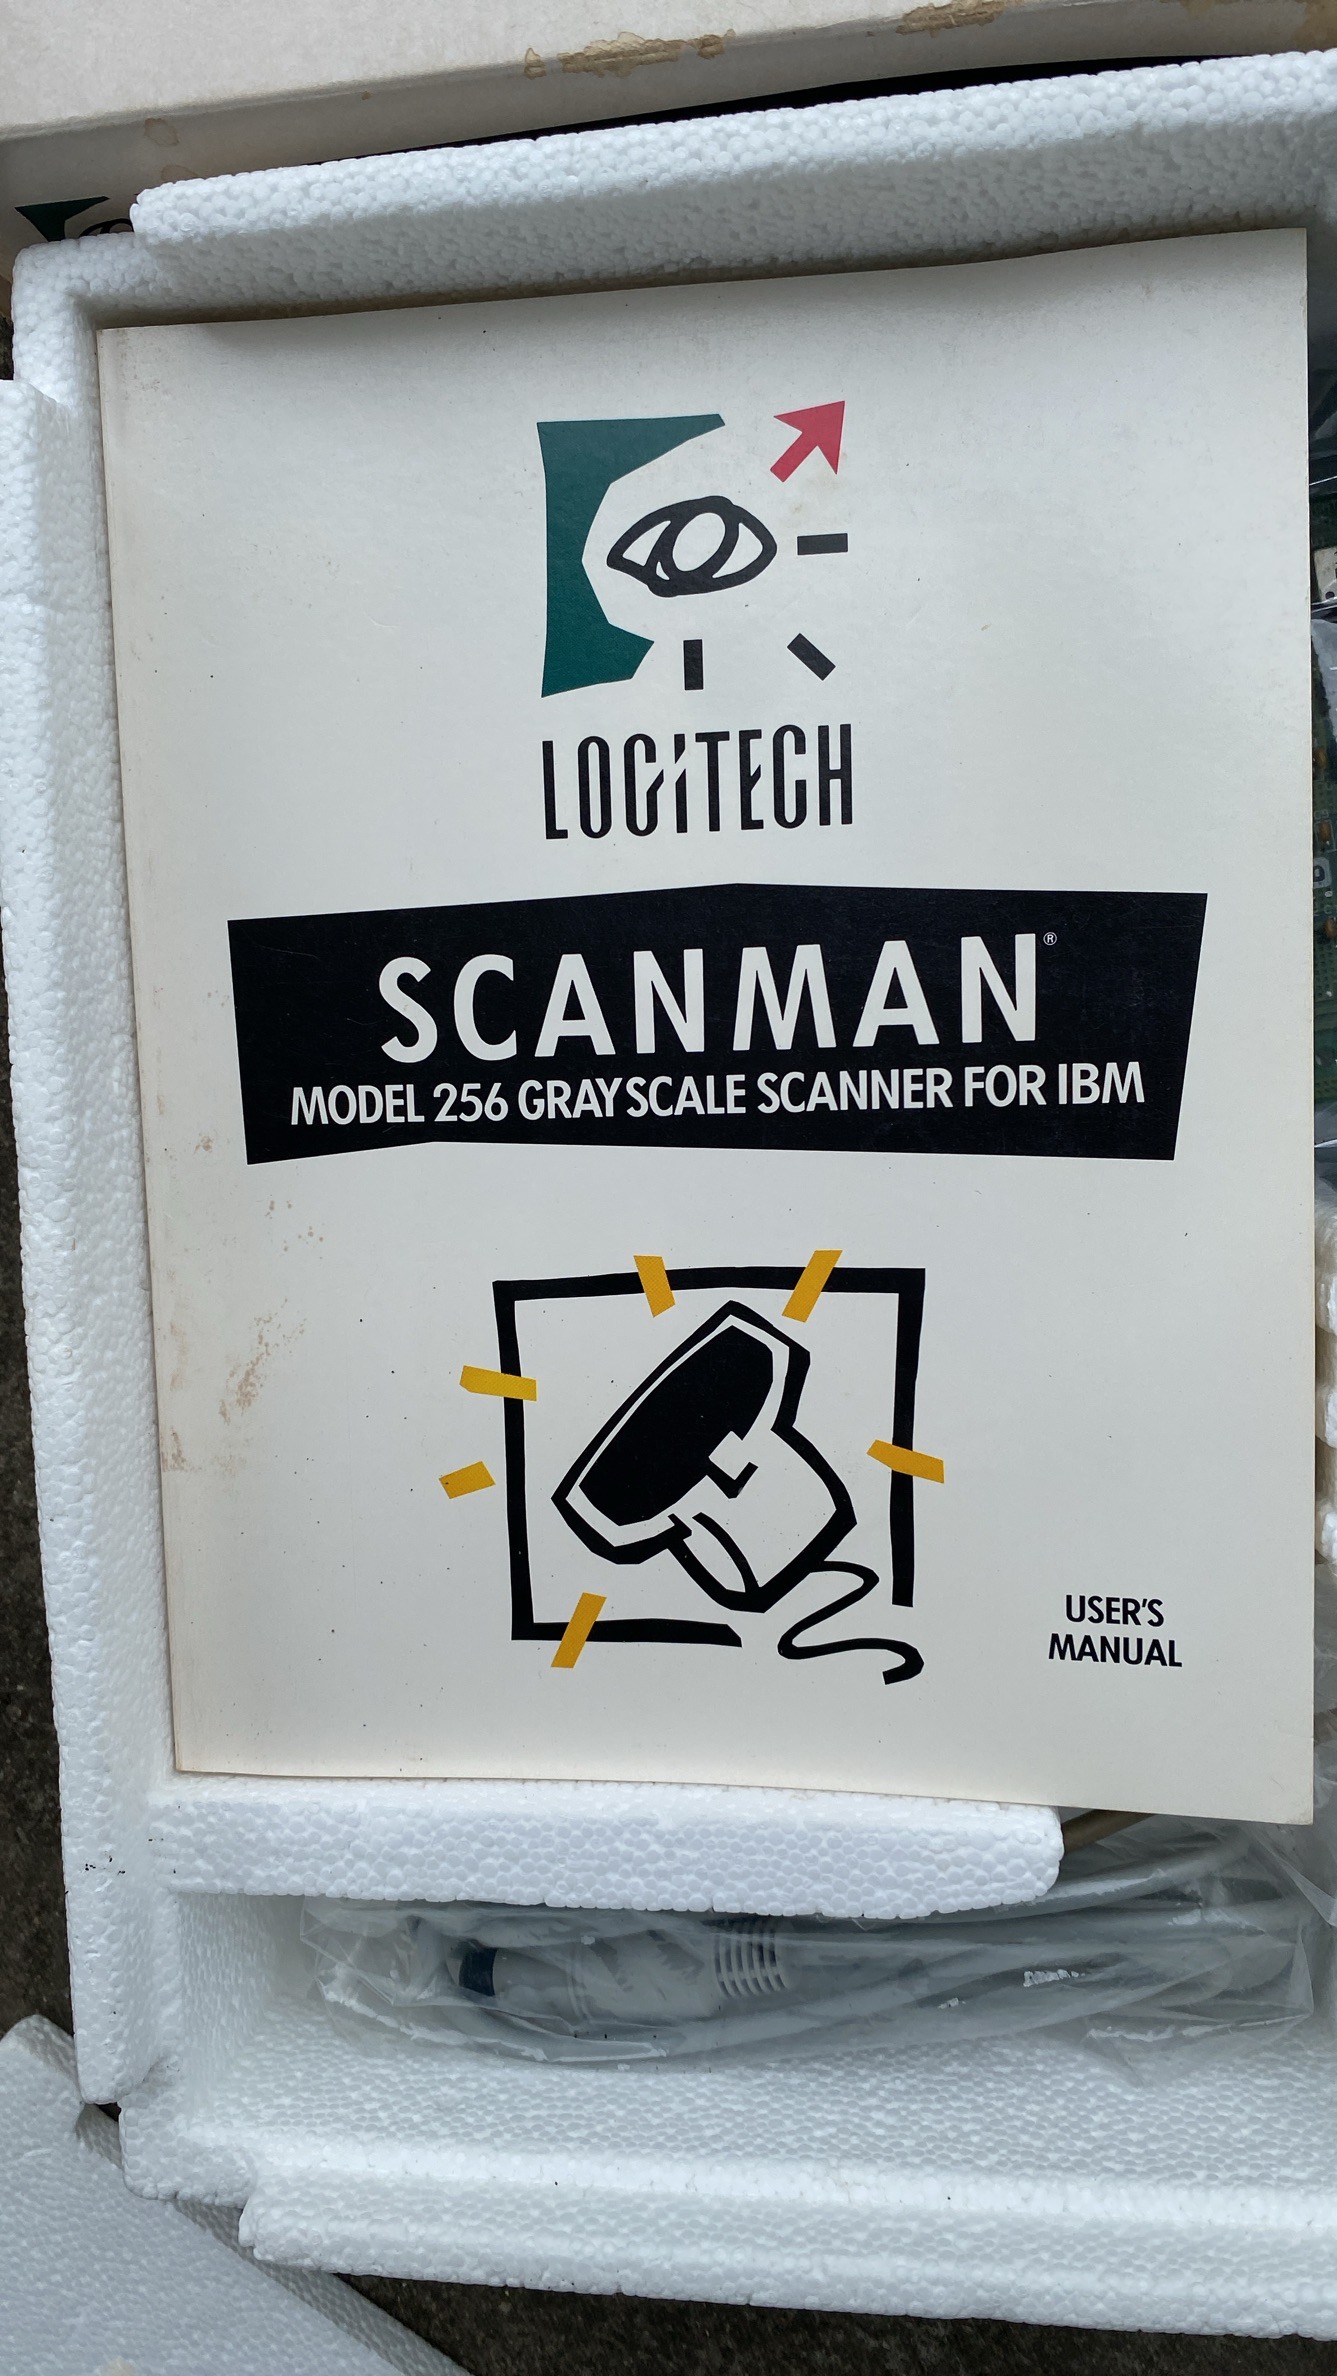 LOGITECH
SCANMAN®
MODEL 256 GRAYSCALE SCANNER FOR IBM
USER'S
MANUAL